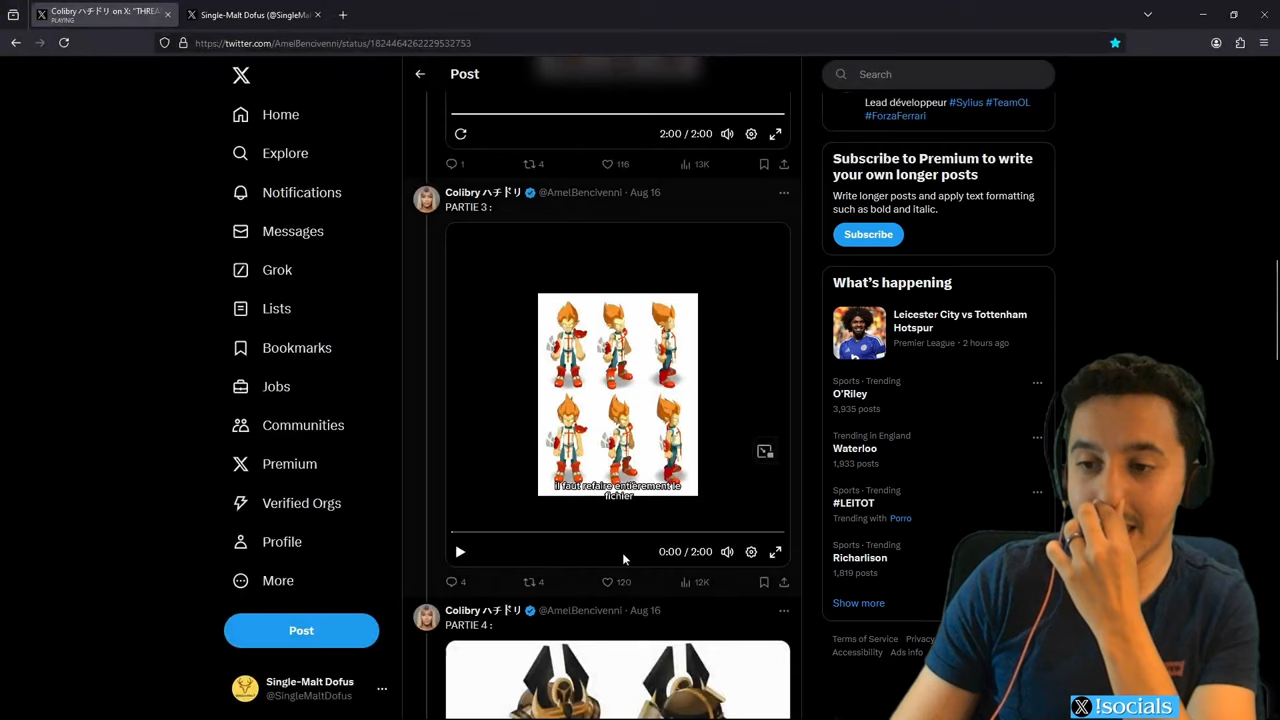 Colibry ハチドリ on X: "THREA
PLAYING
Single-Malt Dofus (@SingleMal
https://twitter.com/AmelBencivenni/status/1824464262229532753
Home
Explore
Notifications
Messages
Grok
Lists
Bookmarks
Jobs
Communities
Premium
Verified Orgs
Profile
More
Post
Single-Malt Dofus
@SingleMaltDofus
Post
2:00 / 2:00
1
4
116
13K
Colibry ハチドリ @AmelBencivenni · Aug 16
PARTIE 3 :
il faut refaire entièrement le
fichier
0:00 / 2:00
4
4
120
12K
Colibry ハチドリ @AmelBencivenni · Aug 16
PARTIE 4 :
Search
Lead développeur #Sylius #TeamOL
#ForzaFerrari
Subscribe to Premium to write
your own longer posts
Write longer posts and apply text formatting
such as bold and italic.
Subscribe
What's happening
Leicester City vs Tottenham
Hotspur
Premier League · 2 hours ago
Sports · Trending
O'Riley
3,935 posts
Trending in England
Waterloo
1,933 posts
Sports · Trending
#LEITOT
Trending with Porro
Sports · Trending
Richarlison
1,819 posts
Show more
Terms of Service Privacy
Accessibility Ads info
!socials